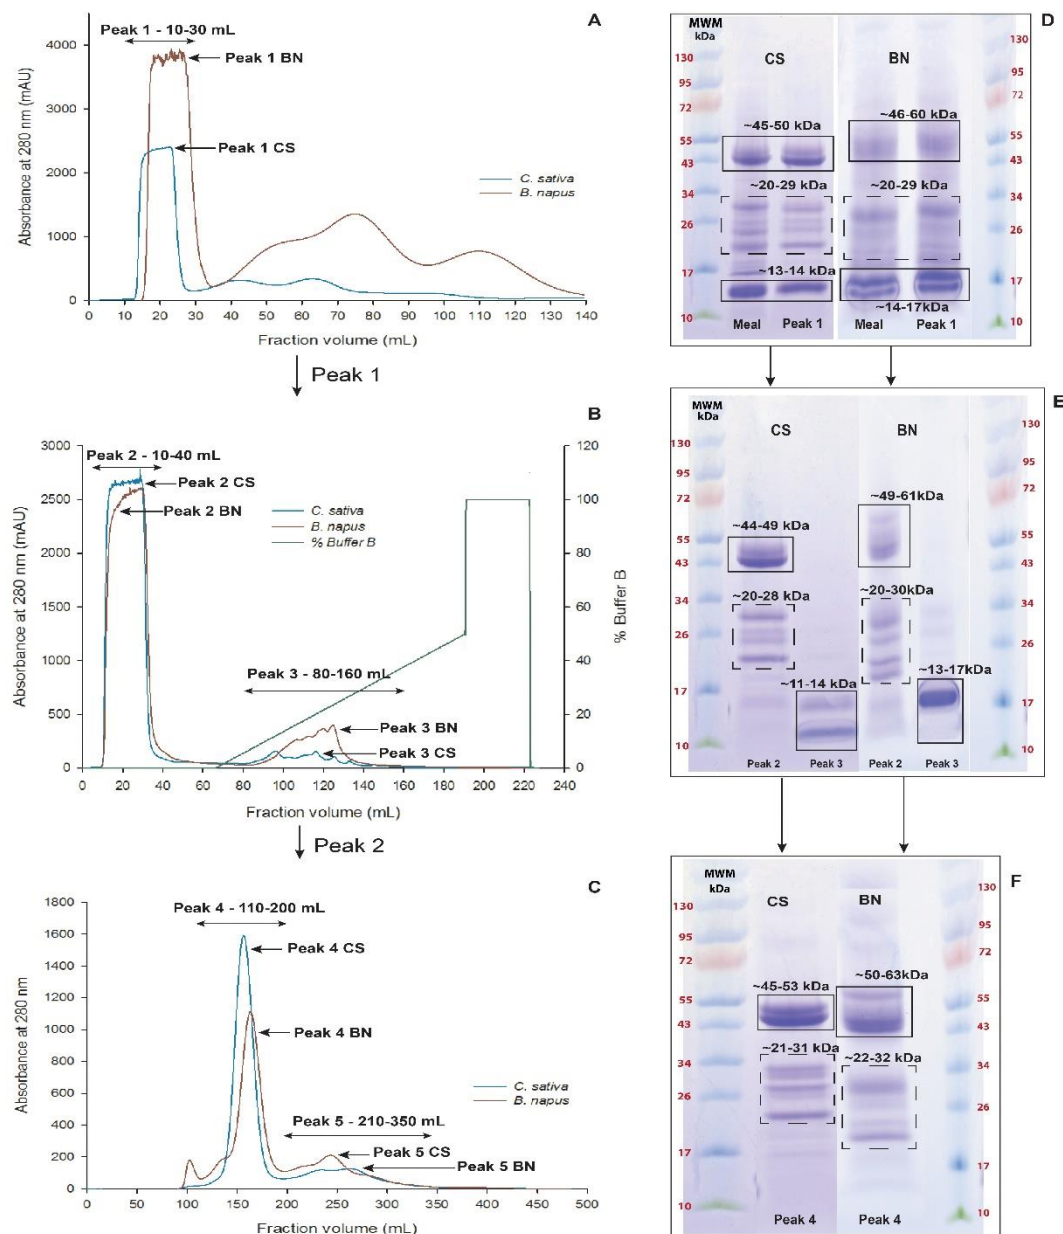 A
Peak 1 - 10-30 mL
Peak 1 BN
Peak 1 CS
C. sativa
B. napus
Absorbance at 280 nm (mAU)
4000
3000
2000
1000
0
0 10 20 30 40 50 60 70 80 90 100 110 120 130 140
Fraction volume (mL)
Peak 1
B
Peak 2 - 10-40 mL
Peak 2 CS
Peak 2 BN
C. sativa
B. napus
% Buffer B
Peak 3 - 80-160 mL
Peak 3 BN
Peak 3 CS
Absorbance at 280 nm (mAU)
3000
2500
2000
1500
1000
500
0
120
100
80
60
40
20
0
% Buffer B
0 20 40 60 80 100 120 140 160 180 200 220 240
Fraction volume (mL)
Peak 2
C
Peak 4 - 110-200 mL
Peak 4 CS
Peak 4 BN
C. sativa
B. napus
Peak 5 - 210-350 mL
Peak 5 CS
Peak 5 BN
Absorbance at 280 nm
1800
1600
1400
1200
1000
800
600
400
200
0
0 50 100 150 200 250 300 350 400 450 500
Fraction volume (mL)
D
MWM
kDa
CS
BN
130
95
72
55
43
34
26
17
10
~45-50 kDa
~46-60 kDa
~20-29 kDa
~20-29 kDa
~13-14 kDa
~14-17kDa
Meal Peak 1 Meal Peak 1
130
95
72
55
43
34
26
17
10
E
MWM
kDa
CS
BN
130
95
72
55
43
34
26
17
10
~44-49 kDa
~49-61kDa
~20-28 kDa
~20-30kDa
~11-14 kDa
~13-17kDa
Peak 2 Peak 3 Peak 2 Peak 3
130
95
72
55
43
34
26
17
10
F
MWM
kDa
CS
BN
130
95
72
55
43
34
26
17
10
~45-53 kDa
~50-63kDa
~21-31 kDa
~22-32 kDa
Peak 4 Peak 4
130
95
72
55
43
34
26
17
10